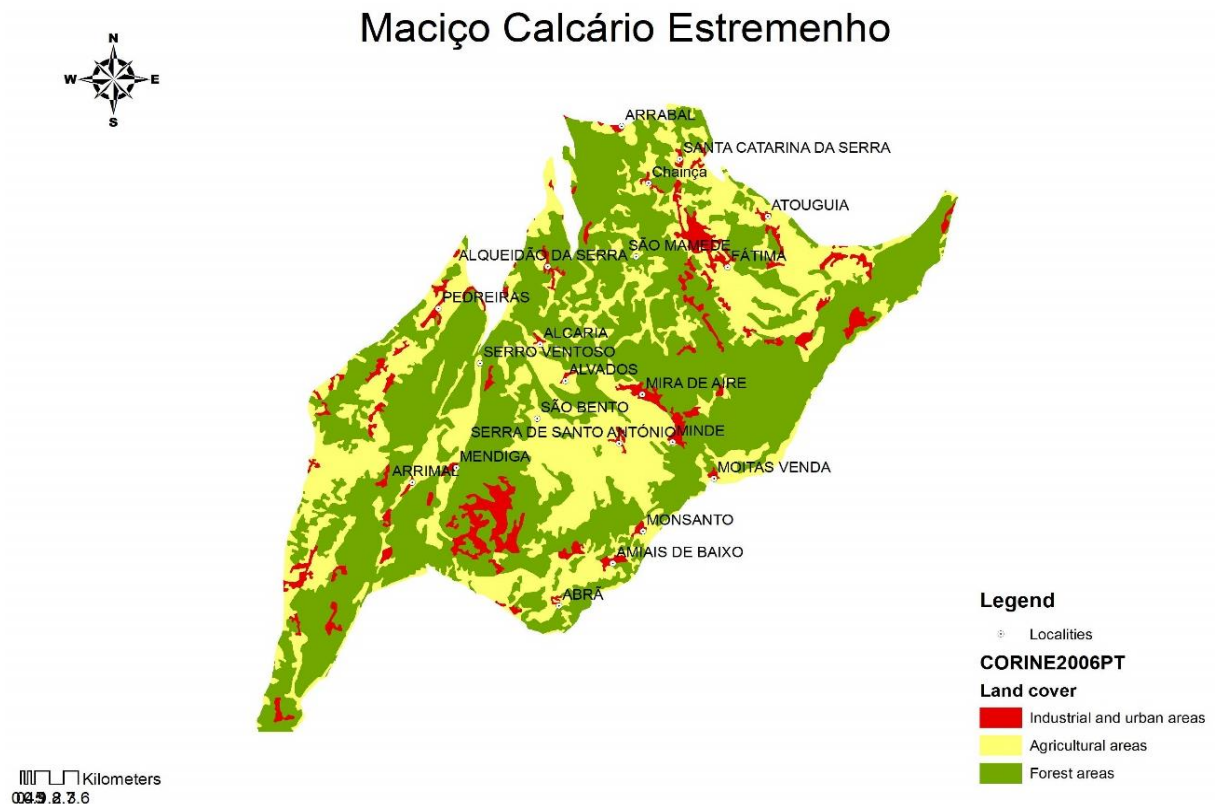 Maciço Calcário Estremenho
N
W E
S
ARRABAL
SANTA CATARINA DA SERRA
Chainça
ATOUGUIA
SÃO MAMEDE
ALQUEIDÃO DA SERRA
FÁTIMA
PEDREIRAS
ALCARIA
SERRO VENTOSO
ALVADOS
MIRA DE AIRE
SÃO BENTO
SERRA DE SANTO ANTÓNIO
MINDE
MENDIGA
ARRIMAL
MOITAS VENDA
MONSANTO
AMIAIS DE BAIXO
ABRÃ
Legend
Localities
CORINE2006PT
Land cover
Industrial and urban areas
Agricultural areas
Forest areas
Kilometers